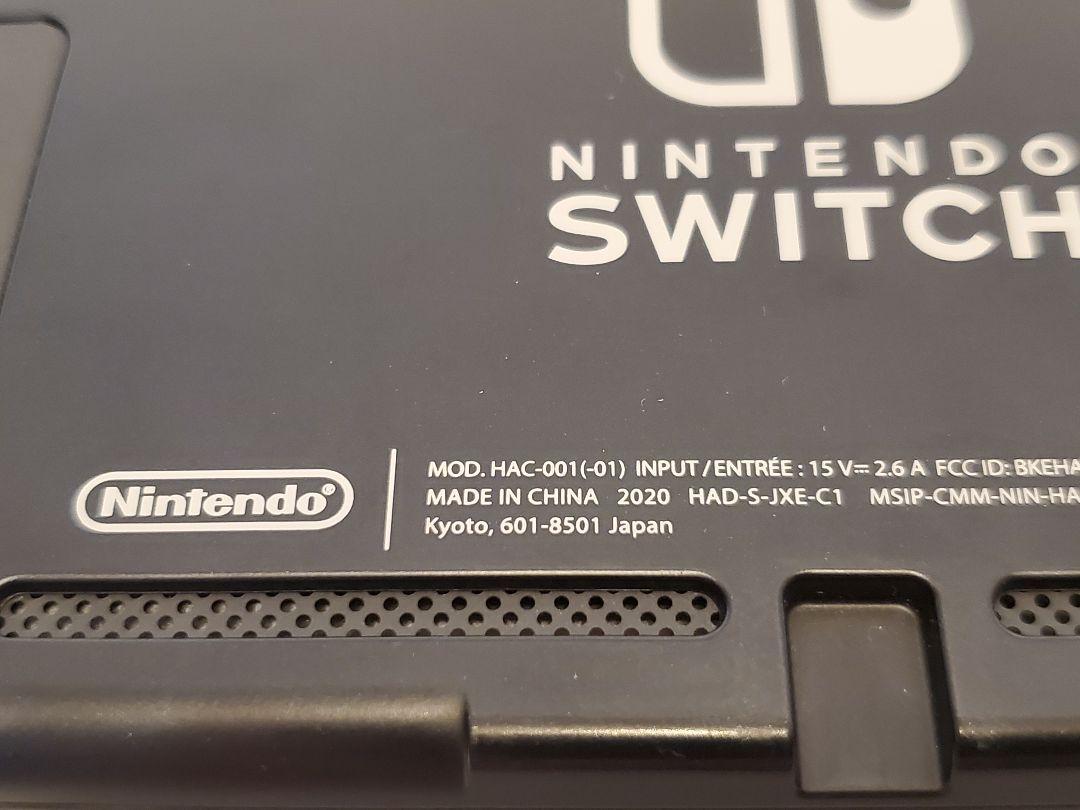 NINTENDO
SWITCH
Nintendo®
MOD. HAC-001(-01) INPUT/ENTRÉE : 15 V⎓ 2.6 A FCC ID: BKEHA
MADE IN CHINA 2020 HAD-S-JXE-C1 MSIP-CMM-NIN-HA
Kyoto, 601-8501 Japan